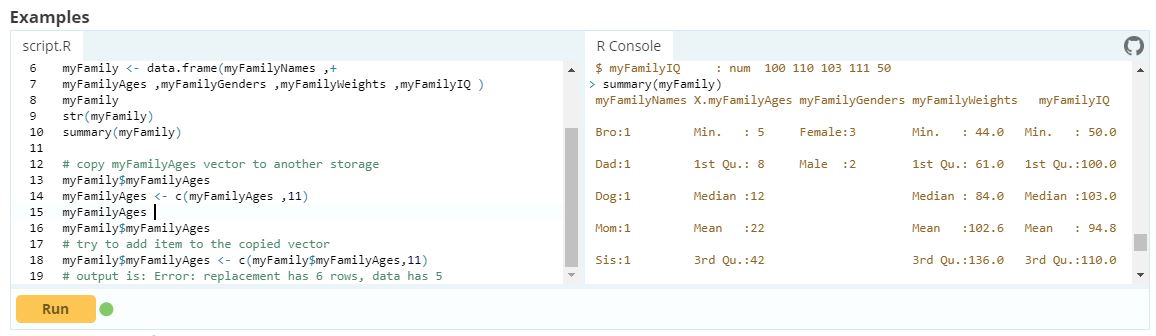 Examples
script.R
6 myFamily <- data.frame(myFamilyNames ,+
7 myFamilyAges ,myFamilyGenders ,myFamilyWeights ,myFamilyIQ )
8 myFamily
9 str(myFamily)
10 summary(myFamily)
11
12 # copy myFamilyAges vector to another storage
13 myFamily$myFamilyAges
14 myFamilyAges <- c(myFamilyAges ,11)
15 myFamilyAges
16 myFamily$myFamilyAges
17 # try to add item to the copied vector
18 myFamily$myFamilyAges <- c(myFamily$myFamilyAges,11)
19 # output is: Error: replacement has 6 rows, data has 5
Run
R Console
$ myFamilyIQ : num 100 110 103 111 50
> summary(myFamily)
myFamilyNames X.myFamilyAges myFamilyGenders myFamilyWeights myFamilyIQ
Bro:1 Min. : 5 Female:3 Min. : 44.0 Min. : 50.0
Dad:1 1st Qu.: 8 Male :2 1st Qu.: 61.0 1st Qu.:100.0
Dog:1 Median :12 Median : 84.0 Median :103.0
Mom:1 Mean :22 Mean :102.6 Mean : 94.8
Sis:1 3rd Qu.:42 3rd Qu.:136.0 3rd Qu.:110.0